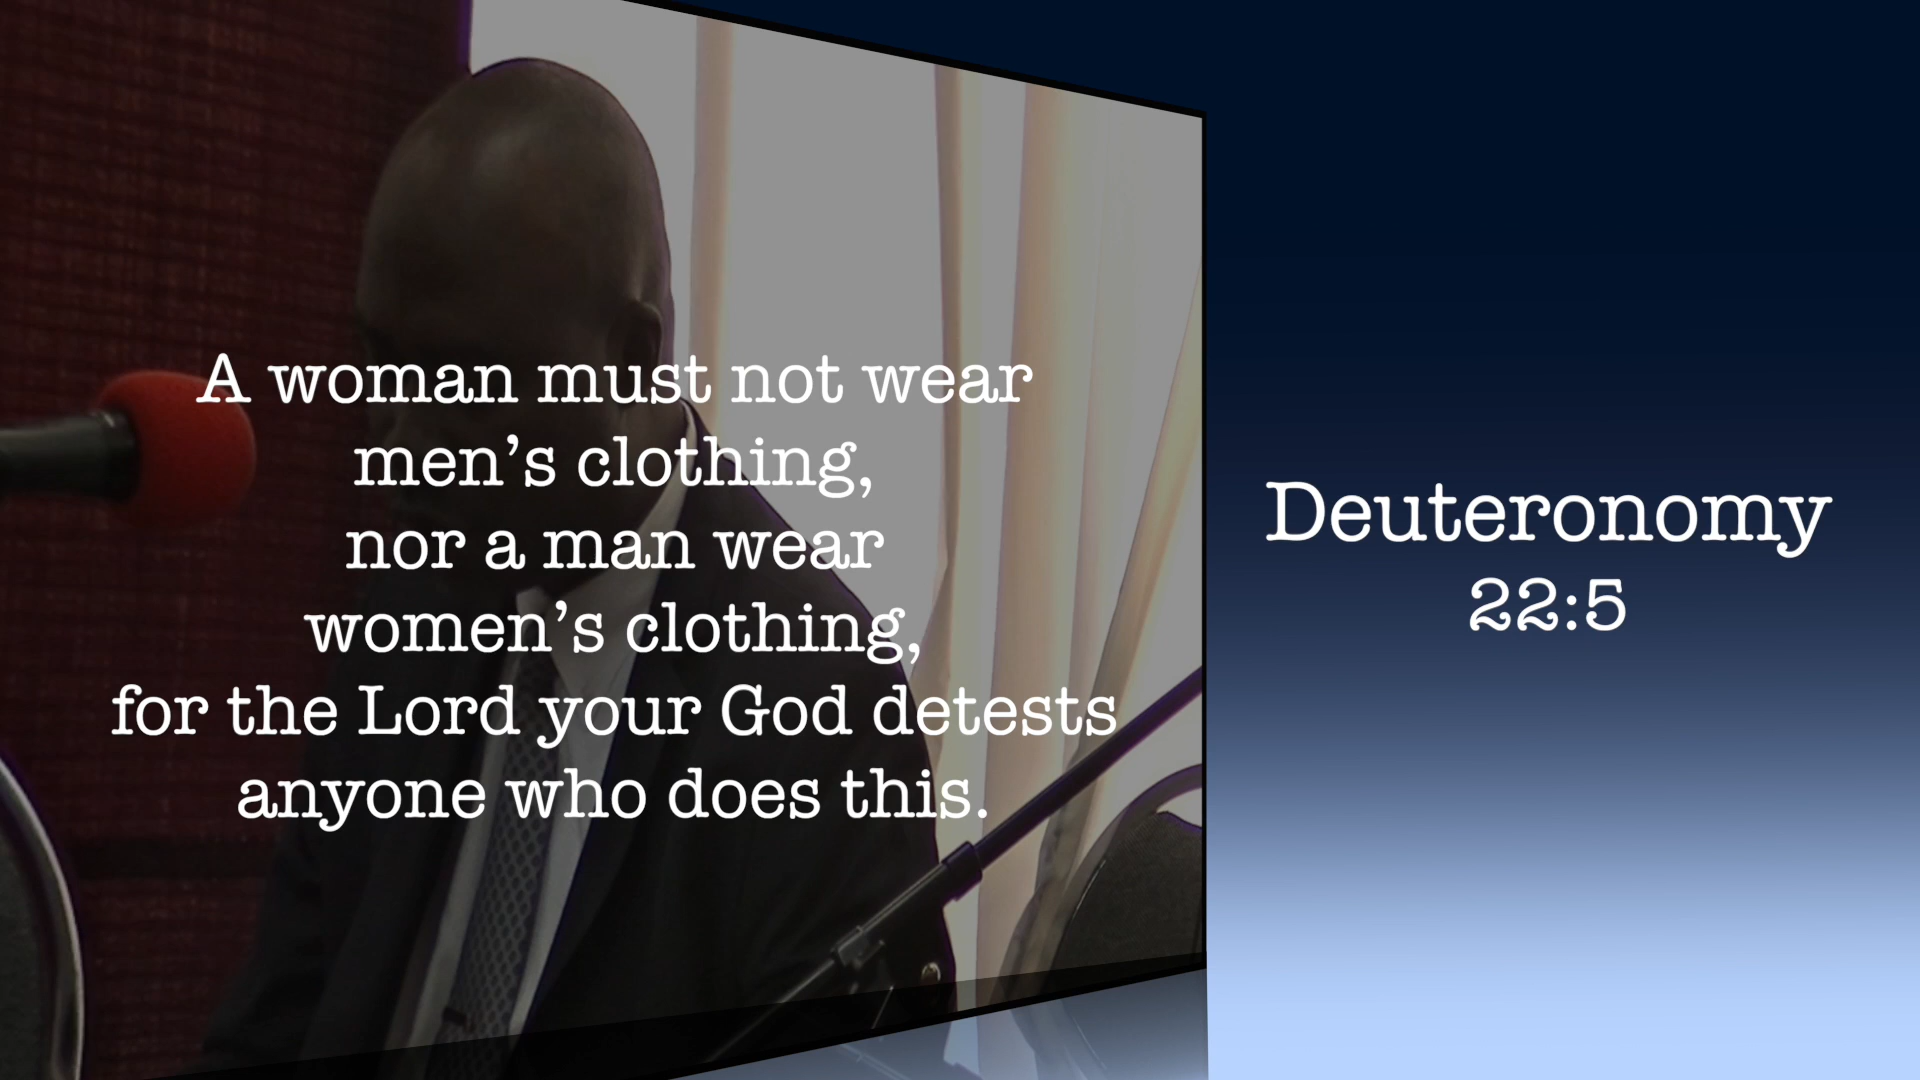 A woman must not wear
men’s clothing,
nor a man wear
women’s clothing,
for the Lord your God detests
anyone who does this.
Deuteronomy
22:5